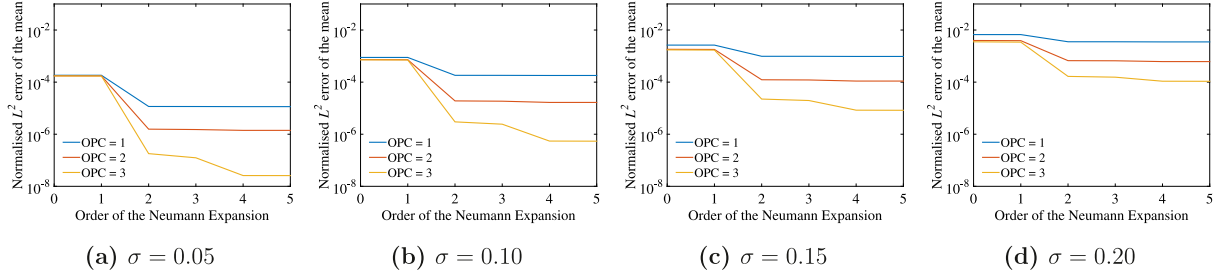 Normalised L² error of the mean
10⁻²
10⁻⁴
10⁻⁶
10⁻⁸
OPC = 1
OPC = 2
OPC = 3
0 1 2 3 4 5
Order of the Neumann Expansion
(a) σ = 0.05
Normalised L² error of the mean
10⁻²
10⁻⁴
10⁻⁶
10⁻⁸
OPC = 1
OPC = 2
OPC = 3
0 1 2 3 4 5
Order of the Neumann Expansion
(b) σ = 0.10
Normalised L² error of the mean
10⁻²
10⁻⁴
10⁻⁶
10⁻⁸
OPC = 1
OPC = 2
OPC = 3
0 1 2 3 4 5
Order of the Neumann Expansion
(c) σ = 0.15
Normalised L² error of the mean
10⁻²
10⁻⁴
10⁻⁶
10⁻⁸
OPC = 1
OPC = 2
OPC = 3
0 1 2 3 4 5
Order of the Neumann Expansion
(d) σ = 0.20